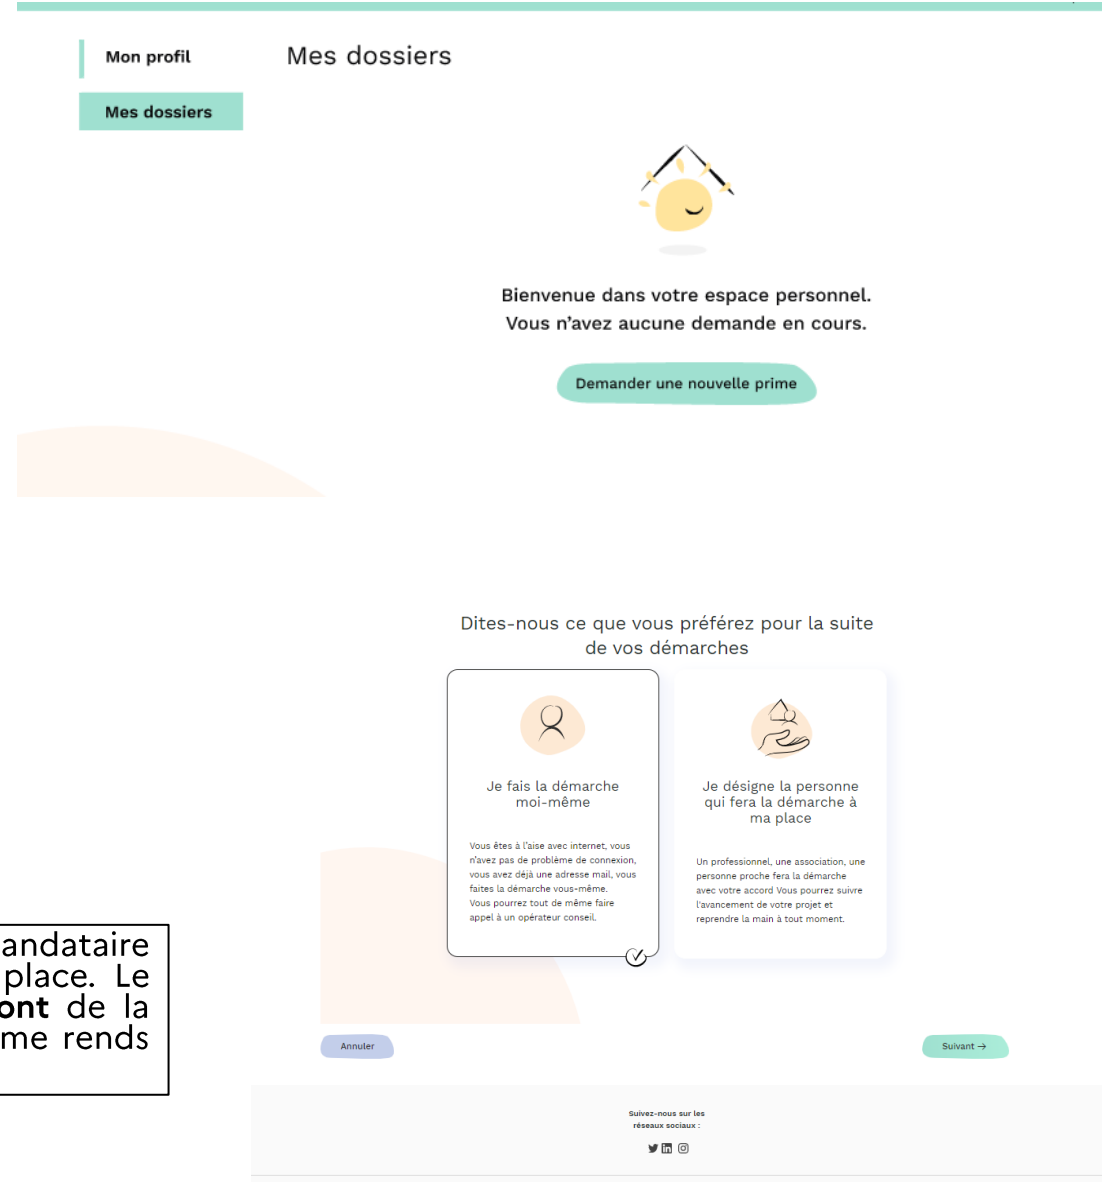 Mon profil
Mes dossiers
Mes dossiers
Bienvenue dans votre espace personnel.
Vous n’avez aucune demande en cours.
Demander une nouvelle prime
Dites-nous ce que vous préférez pour la suite
de vos démarches
Je fais la démarche
moi-même
Vous êtes à l’aise avec internet, vous
n’avez pas de problème de connexion,
vous avez déjà une adresse mail, vous
faites la démarche vous-même.
Vous pourrez tout de même faire
appel à un opérateur conseil.
Je désigne la personne
qui fera la démarche à
ma place
Un professionnel, une association, une
personne proche fera la démarche
avec votre accord Vous pourrez suivre
l'avancement de votre projet et
reprendre la main à tout moment.
andataire
place. Le
ont de la
me rends
Annuler
Suivant →
Suivez-nous sur les
réseaux sociaux :